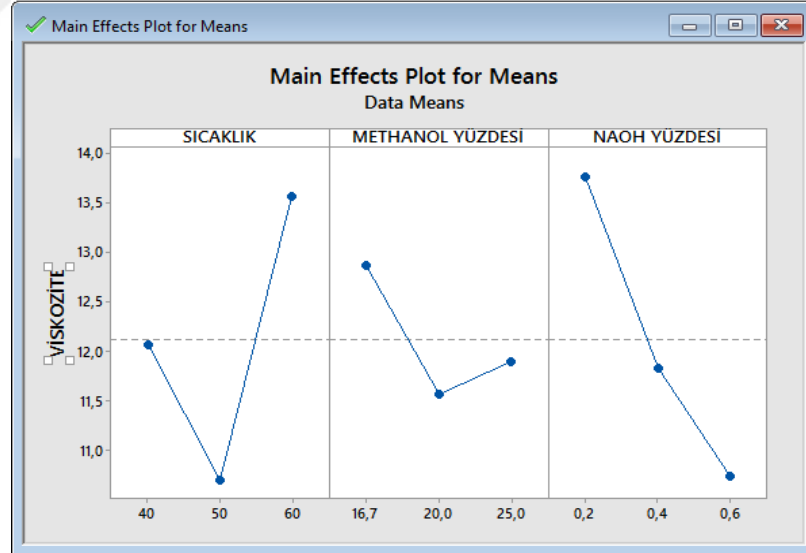 Main Effects Plot for Means
Main Effects Plot for Means
Data Means
SICAKLIK METHANOL YÜZDESİ NAOH YÜZDESİ
VİSKOZİTE
14,0
13,5
13,0
12,5
12,0
11,5
11,0
40 50 60 16,7 20,0 25,0 0,2 0,4 0,6